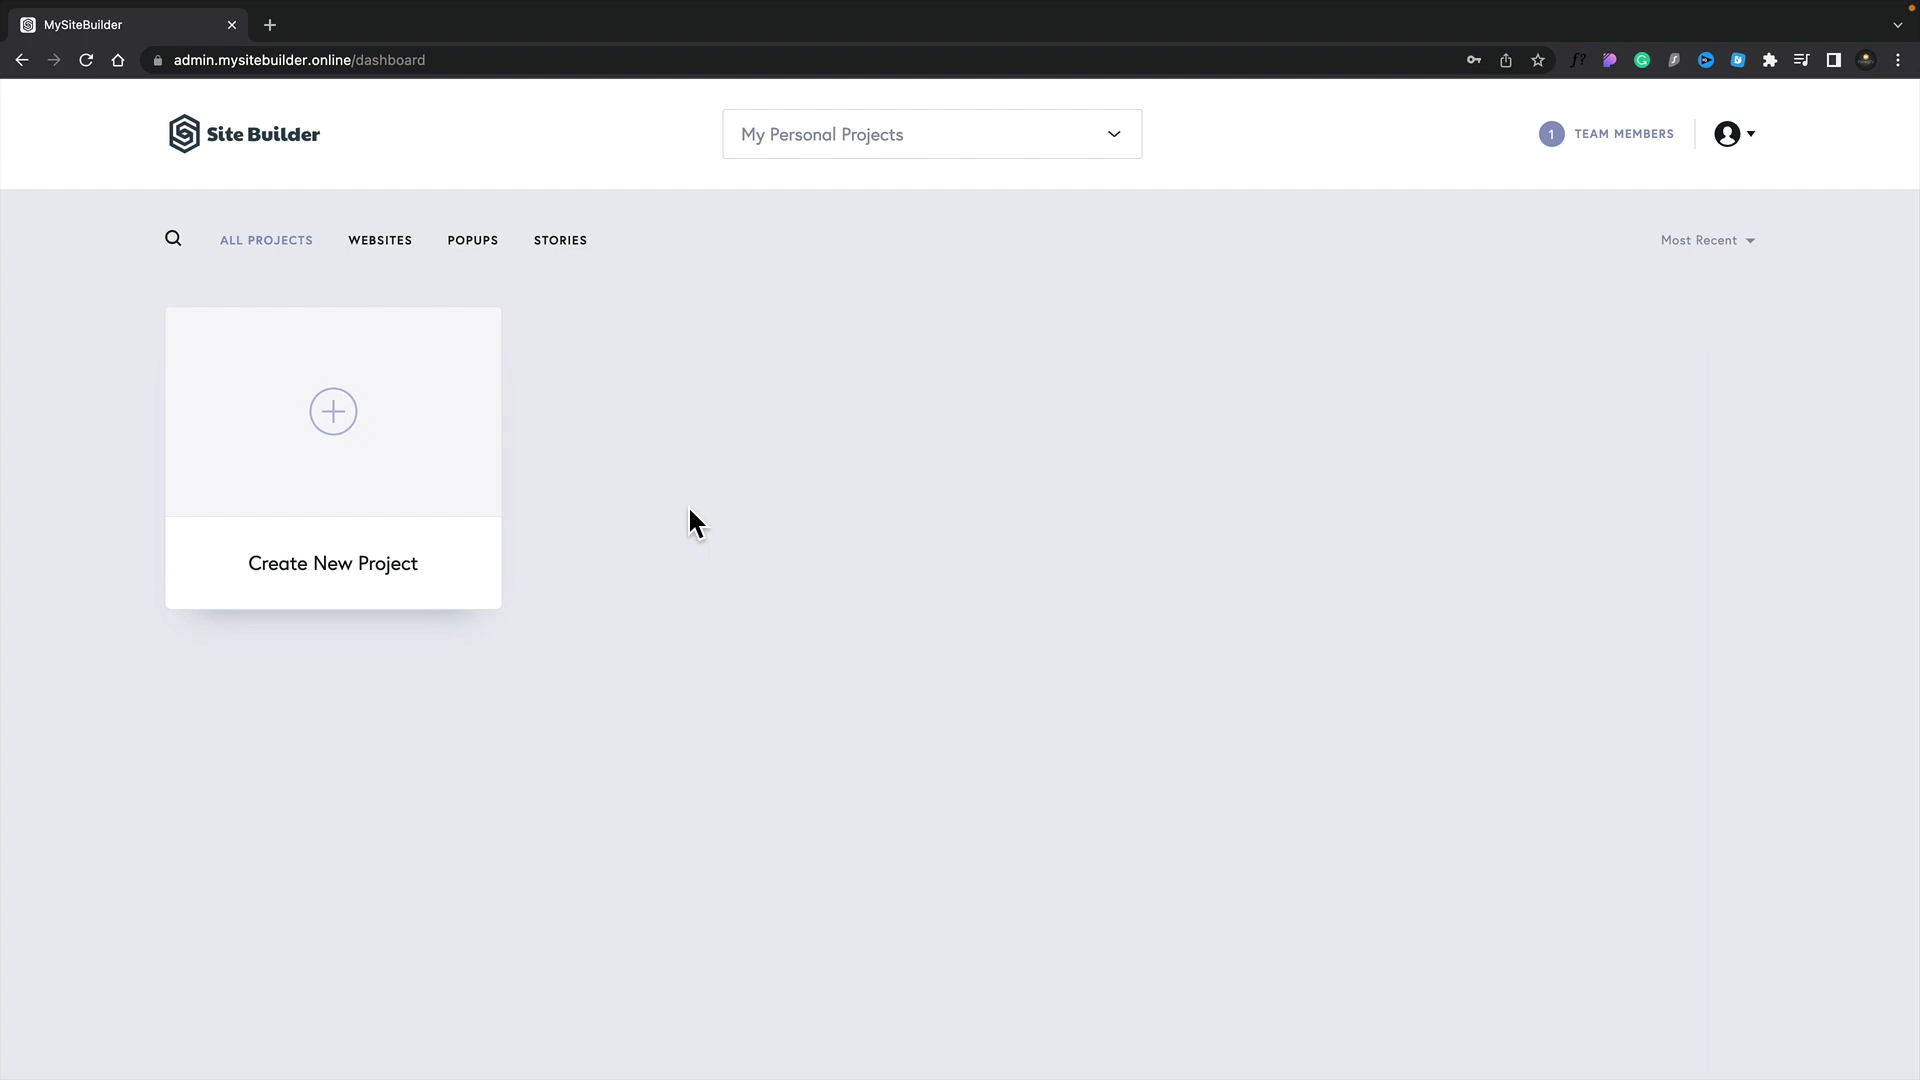 MySiteBuilder
admin.mysitebuilder.online/dashboard
Site Builder
My Personal Projects
1 TEAM MEMBERS
ALL PROJECTS WEBSITES POPUPS STORIES
Most Recent
Create New Project